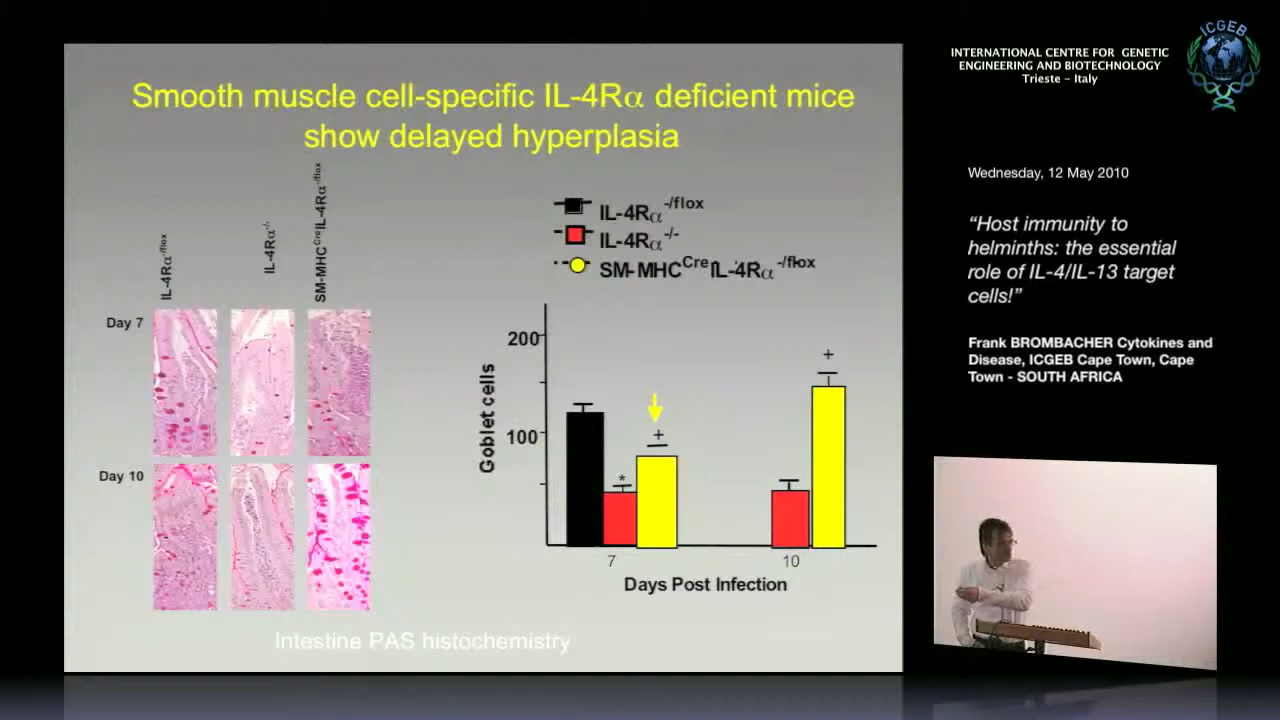 Smooth muscle cell-specific IL-4Rα deficient mice
show delayed hyperplasia
IL-4Rα-/flox
IL-4Rα-/-
SM-MHCCreIL-4Rα-/flox
Day 7
Day 10
Intestine PAS histochemistry
IL-4Rα-/flox
IL-4Rα-/-
SM-MHCCreIL-4Rα-/flox
Goblet cells
200
100
*
+
+
7
10
Days Post Infection
INTERNATIONAL CENTRE FOR GENETIC
ENGINEERING AND BIOTECHNOLOGY
Trieste – Italy
ICGEB
Wednesday, 12 May 2010
“Host immunity to
helminths: the essential
role of IL-4/IL-13 target
cells!”
Frank BROMBACHER Cytokines and
Disease, ICGEB Cape Town, Cape
Town - SOUTH AFRICA